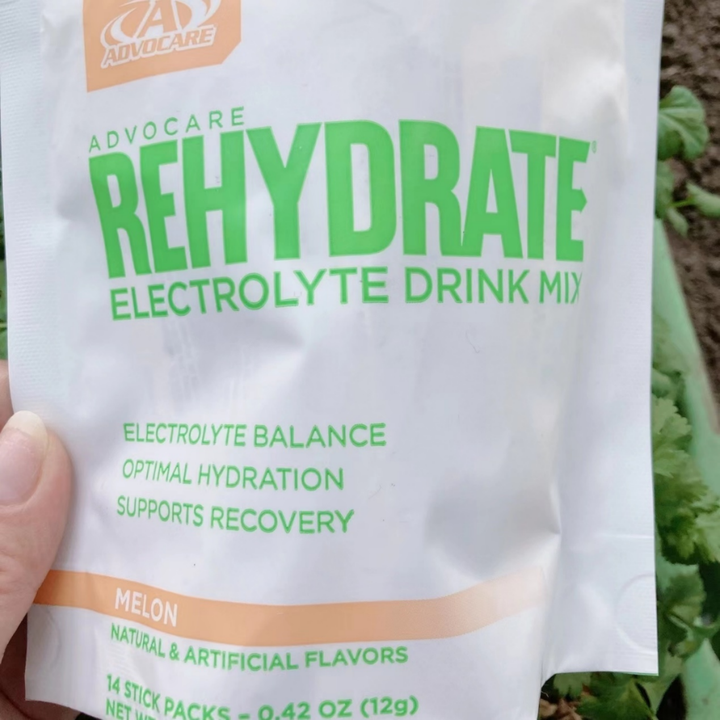 ADVOCARE
ADVOCARE
REHYDRATE®
ELECTROLYTE DRINK MIX
ELECTROLYTE BALANCE
OPTIMAL HYDRATION
SUPPORTS RECOVERY
MELON
NATURAL & ARTIFICIAL FLAVORS
14 STICK PACKS – 0.42 OZ (12g)
NET